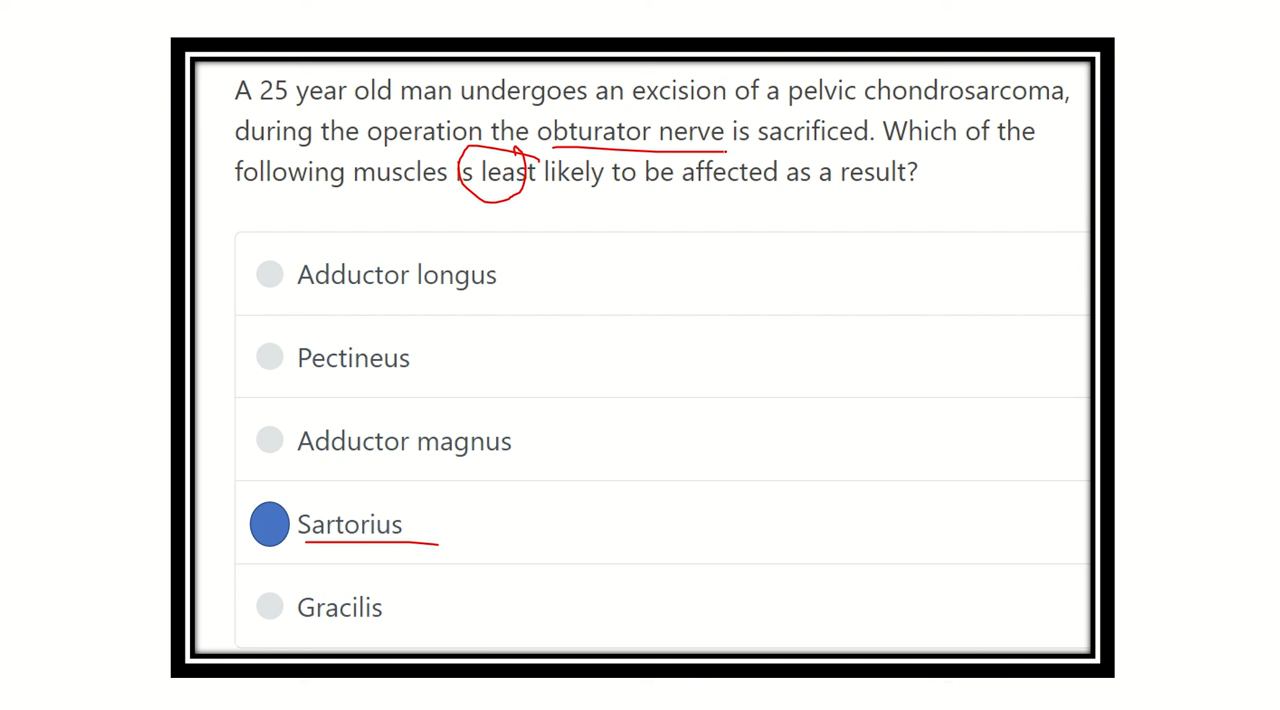 A 25 year old man undergoes an excision of a pelvic chondrosarcoma,
during the operation the obturator nerve is sacrificed. Which of the
following muscles is least likely to be affected as a result?
Adductor longus
Pectineus
Adductor magnus
Sartorius
Gracilis